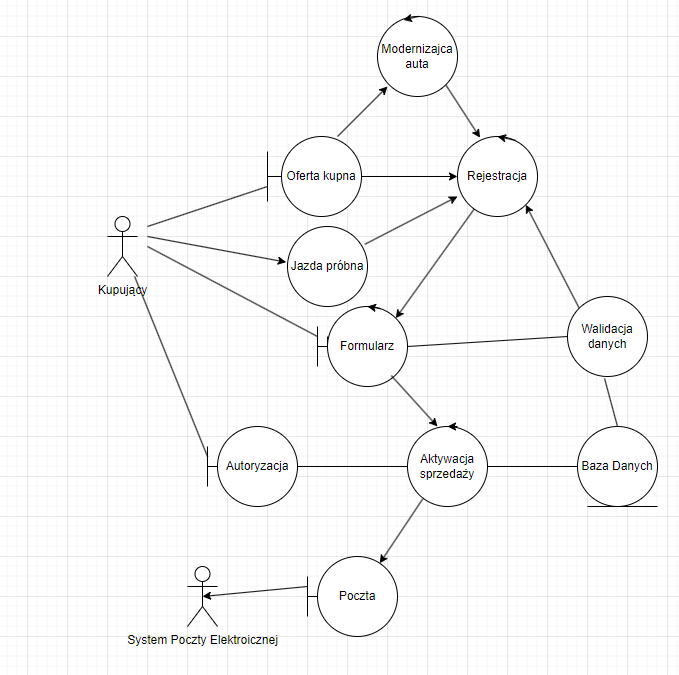 Modernizajca
auta
Oferta kupna
Rejestracja
Jazda próbna
Kupujący
Formularz
Walidacja
danych
Autoryzacja
Aktywacja
sprzedaży
Baza Danych
Poczta
System Poczty Elektroicznej